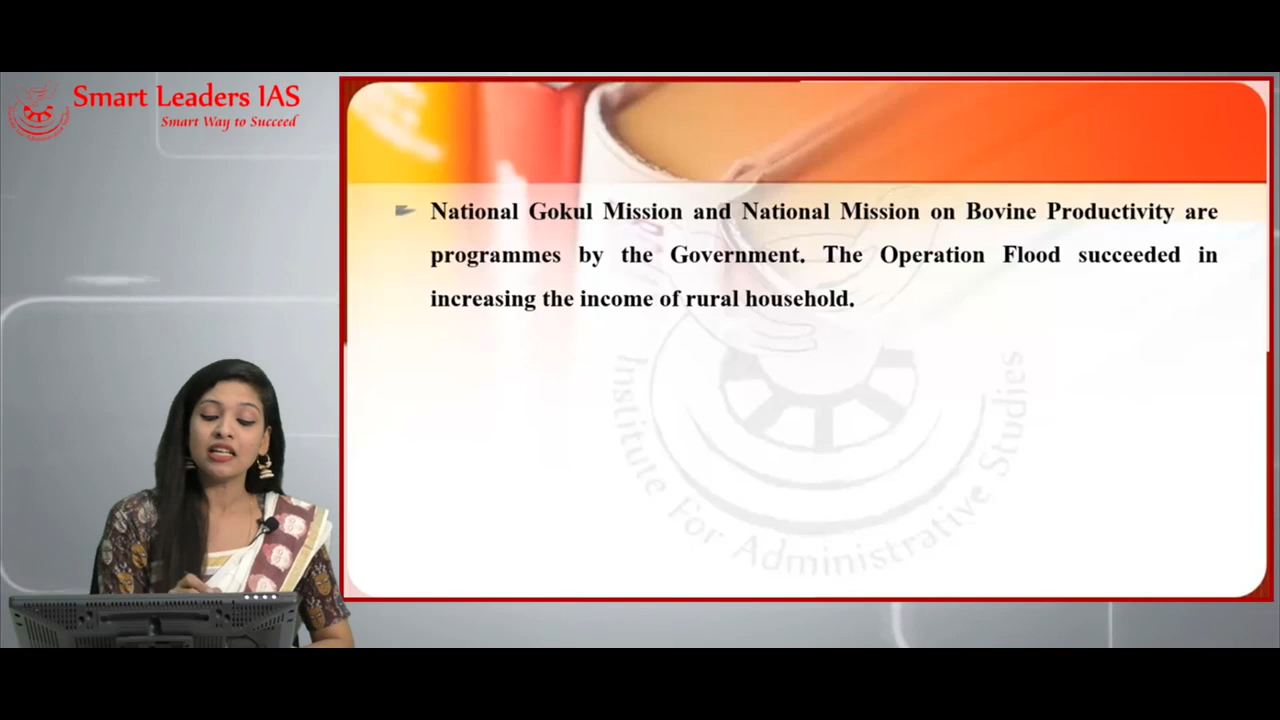 Smart Leaders IAS
Smart Way to Succeed
National Gokul Mission and National Mission on Bovine Productivity are
programmes by the Government. The Operation Flood succeeded in
increasing the income of rural household.
Institute For Administrative Studies